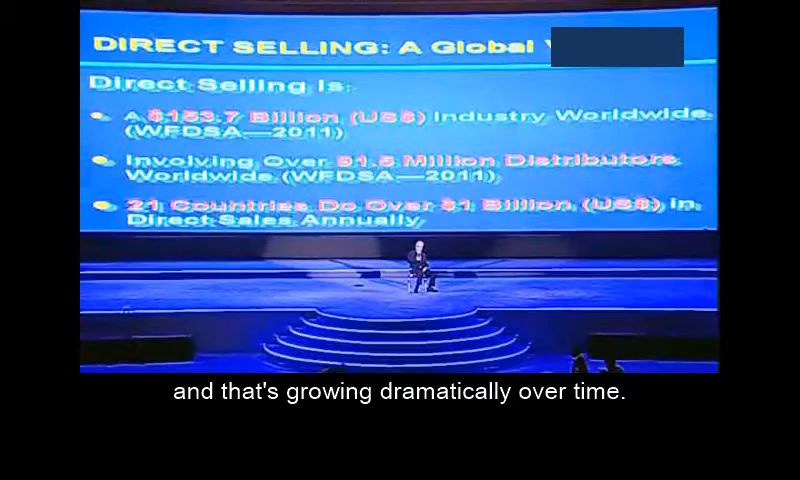 DIRECT SELLING: A Global
Direct Selling is:
A $153.7 Billion (US$) Industry Worldwide
(WFDSA—2011)
Involving Over 91.5 Million Distributors
Worldwide (WFDSA—2011)
21 Countries Do Over $1 Billion (US$) in
Direct Sales Annually
and that's growing dramatically over time.